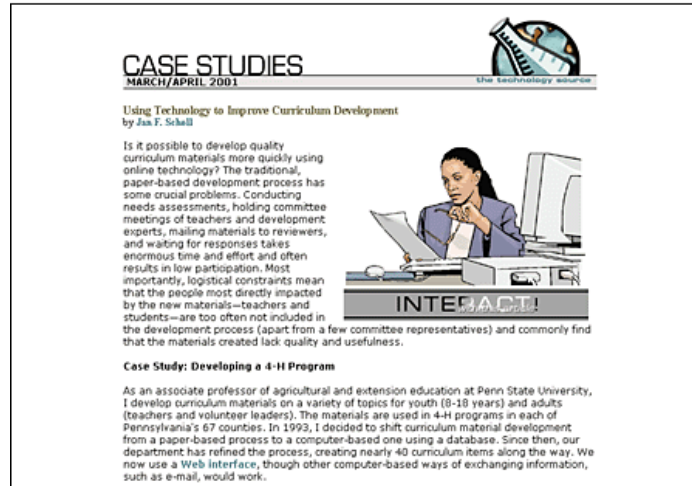 CASE STUDIES
MARCH/APRIL 2001
the technology source
Using Technology to Improve Curriculum Development
by Jan F. Scholl
Is it possible to develop quality
curriculum materials more quickly using
online technology? The traditional,
paper-based development process has
some crucial problems. Conducting
needs assessments, holding committee
meetings of teachers and development
experts, mailing materials to reviewers,
and waiting for responses takes
enormous time and effort and often
results in low participation. Most
importantly, logistical constraints mean
that the people most directly impacted
by the new materials—teachers and
students—are too often not included in
the development process (apart from a few committee representatives) and commonly find
that the materials created lack quality and usefulness.
INTERACT!
with this article
Case Study: Developing a 4-H Program
As an associate professor of agricultural and extension education at Penn State University,
I develop curriculum materials on a variety of topics for youth (8-18 years) and adults
(teachers and volunteer leaders). The materials are used in 4-H programs in each of
Pennsylvania's 67 counties. In 1993, I decided to shift curriculum material development
from a paper-based process to a computer-based one using a database. Since then, our
department has refined the process, creating nearly 40 curriculum items along the way. We
now use a Web interface, though other computer-based ways of exchanging information,
such as e-mail, would work.